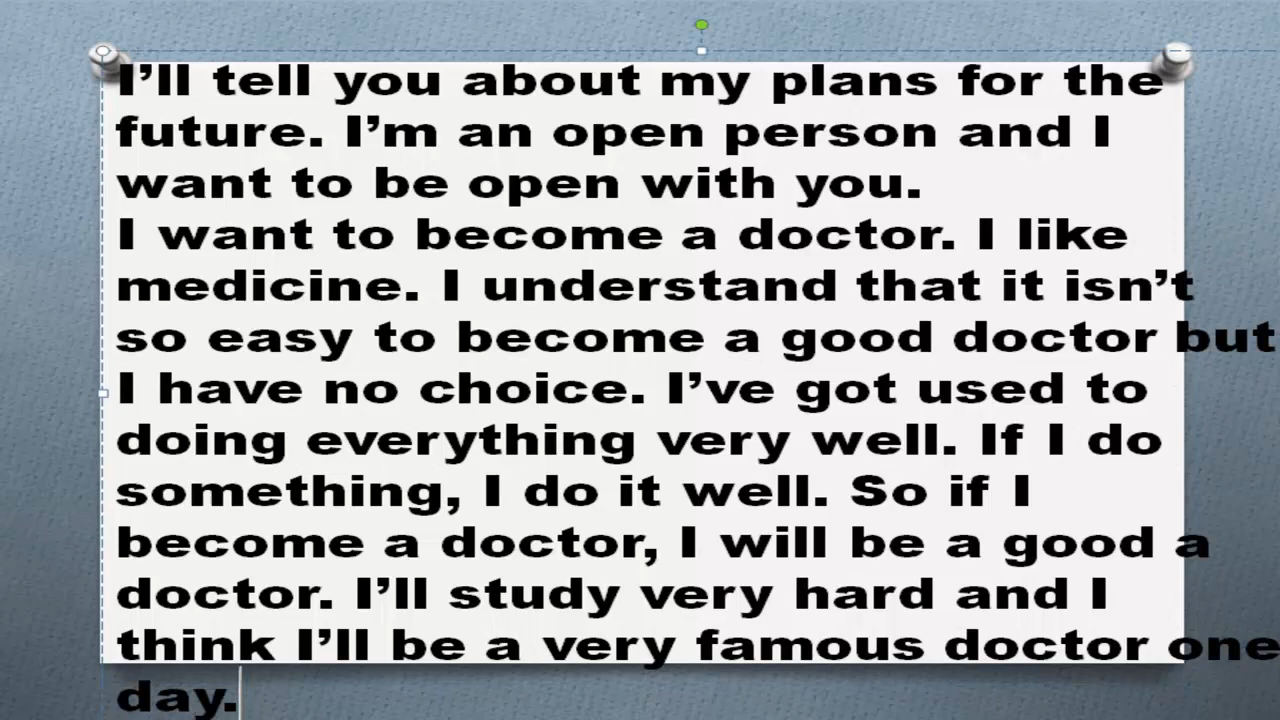 I’ll tell you about my plans for the
future. I’m an open person and I
want to be open with you.
I want to become a doctor. I like
medicine. I understand that it isn’t
so easy to become a good doctor but
I have no choice. I’ve got used to
doing everything very well. If I do
something, I do it well. So if I
become a doctor, I will be a good a
doctor. I’ll study very hard and I
think I’ll be a very famous doctor one
day.